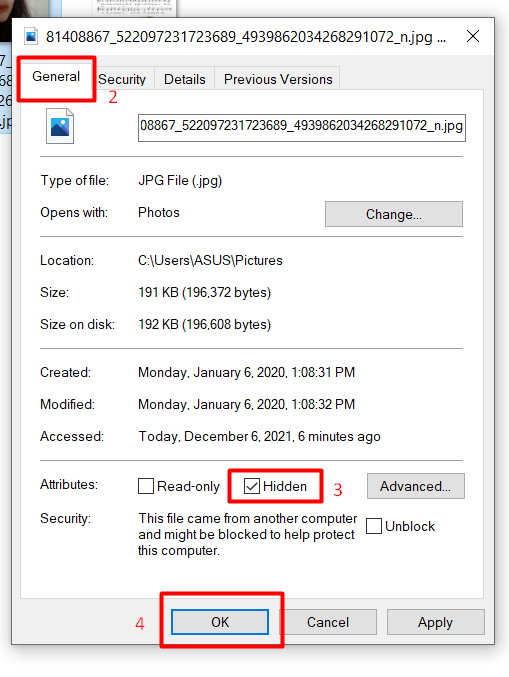 81408867_522097231723689_4939862034268291072_n.jpg ...
General
Security
Details
Previous Versions
2
08867_522097231723689_4939862034268291072_n.jpg
Type of file: JPG File (.jpg)
Opens with: Photos
Change...
Location: C:\Users\ASUS\Pictures
Size: 191 KB (196,372 bytes)
Size on disk: 192 KB (196,608 bytes)
Created: Monday, January 6, 2020, 1:08:31 PM
Modified: Monday, January 6, 2020, 1:08:32 PM
Accessed: Today, December 6, 2021, 6 minutes ago
Attributes: Read-only Hidden 3 Advanced...
Security: This file came from another computer
and might be blocked to help protect
this computer.
Unblock
4 OK Cancel Apply